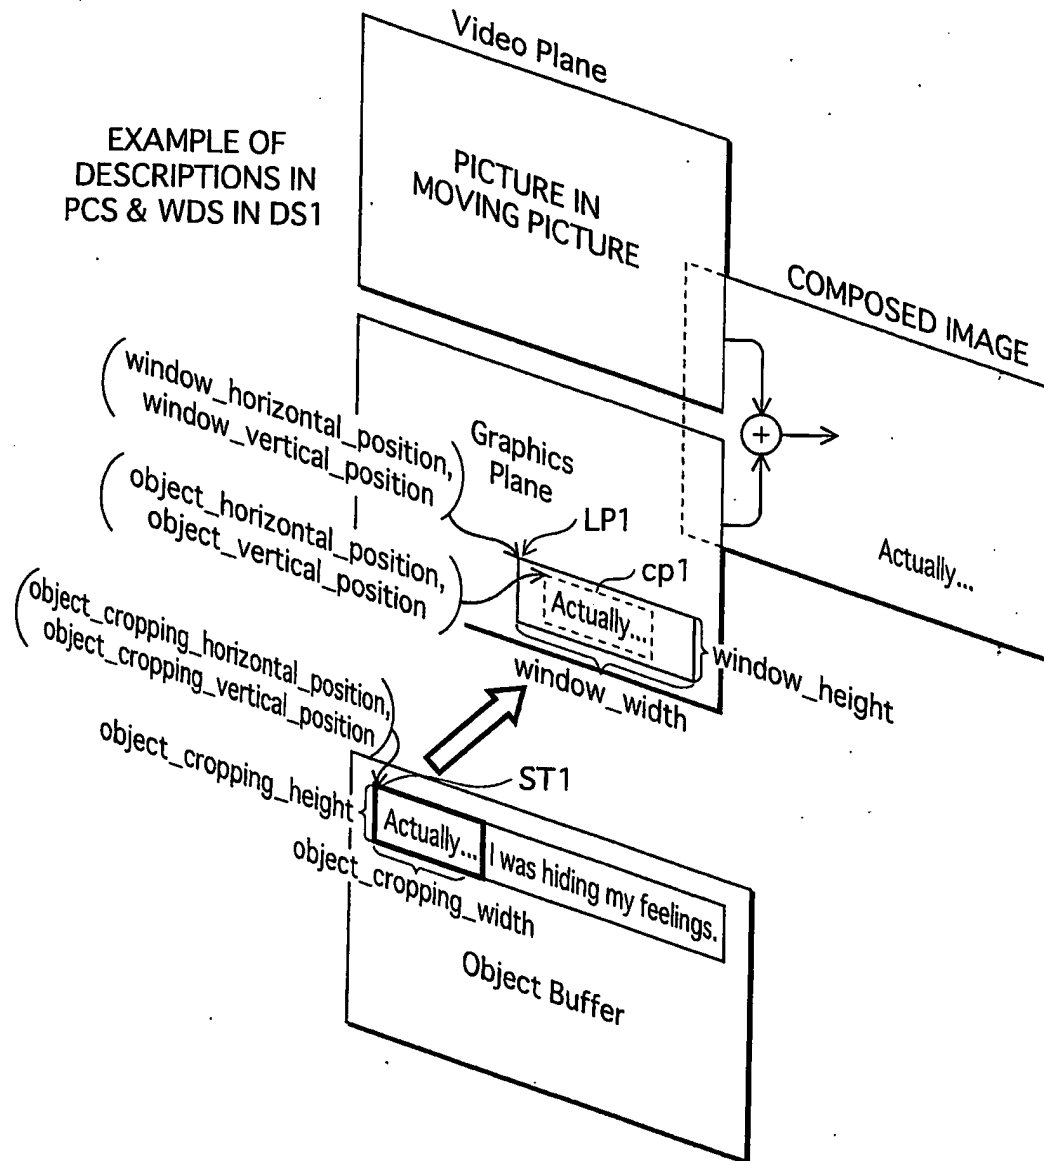 Video Plane
EXAMPLE OF
DESCRIPTIONS IN
PCS & WDS IN DS1
PICTURE IN
MOVING PICTURE
COMPOSED IMAGE
(window_horizontal_position,
window_vertical_position)
Graphics
Plane
(object_horizontal_position,
object_vertical_position)
LP1
cp1
Actually...
Actually...
+
(object_cropping_horizontal_position,
object_cropping_vertical_position)
window_height
window_width
object_cropping_height
ST1
Actually... I was hiding my feelings.
object_cropping_width
Object Buffer